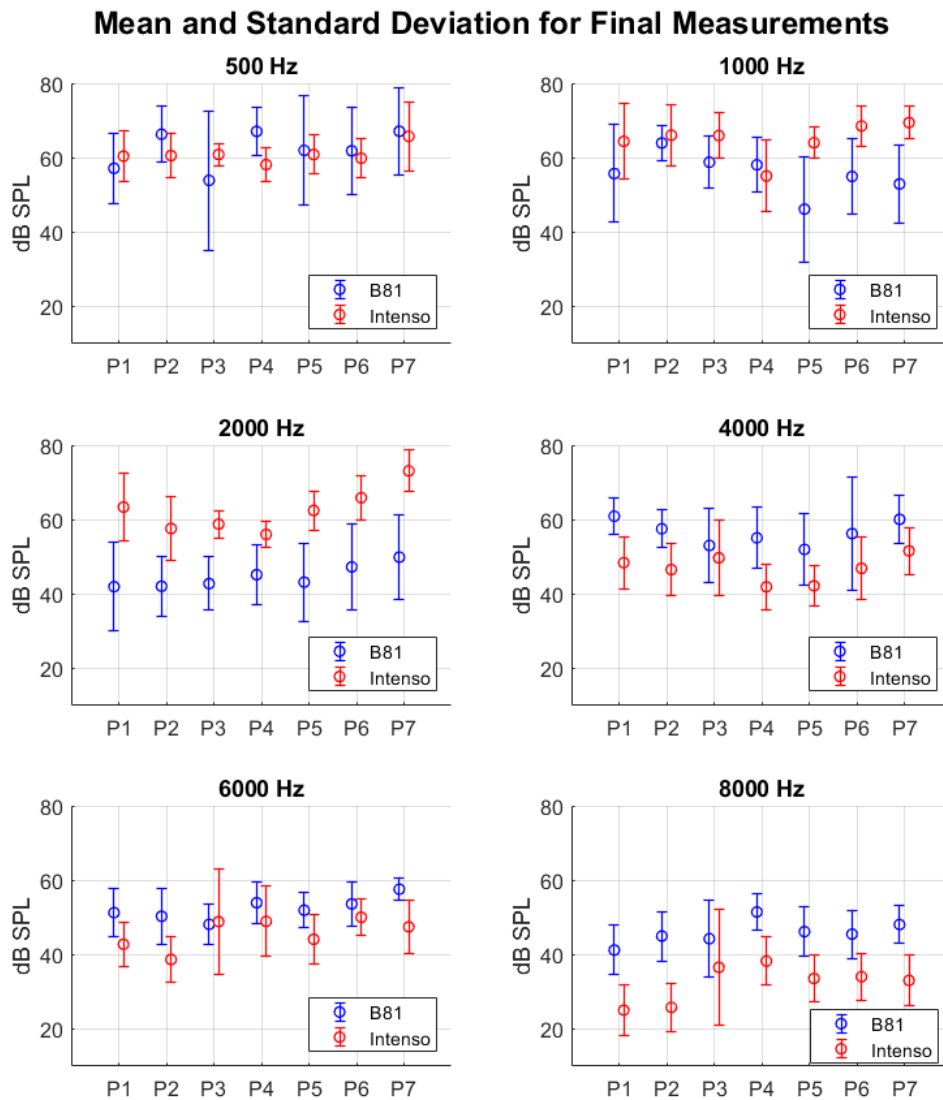 Mean and Standard Deviation for Final Measurements
500 Hz
80
60
40
20
dB SPL
B81
Intenso
P1 P2 P3 P4 P5 P6 P7
1000 Hz
80
60
40
20
dB SPL
B81
Intenso
P1 P2 P3 P4 P5 P6 P7
2000 Hz
80
60
40
20
dB SPL
B81
Intenso
P1 P2 P3 P4 P5 P6 P7
4000 Hz
80
60
40
20
dB SPL
B81
Intenso
P1 P2 P3 P4 P5 P6 P7
6000 Hz
80
60
40
20
dB SPL
B81
Intenso
P1 P2 P3 P4 P5 P6 P7
8000 Hz
80
60
40
20
dB SPL
B81
Intenso
P1 P2 P3 P4 P5 P6 P7